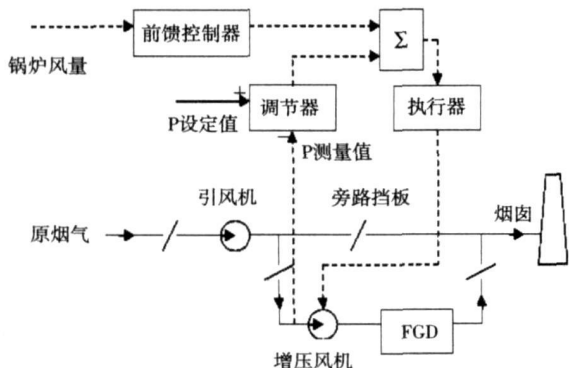 前馈控制器
Σ
锅炉风量
P设定值
+
调节器
执行器
−
P测量值
引风机
旁路挡板
烟囱
原烟气
增压风机
FGD